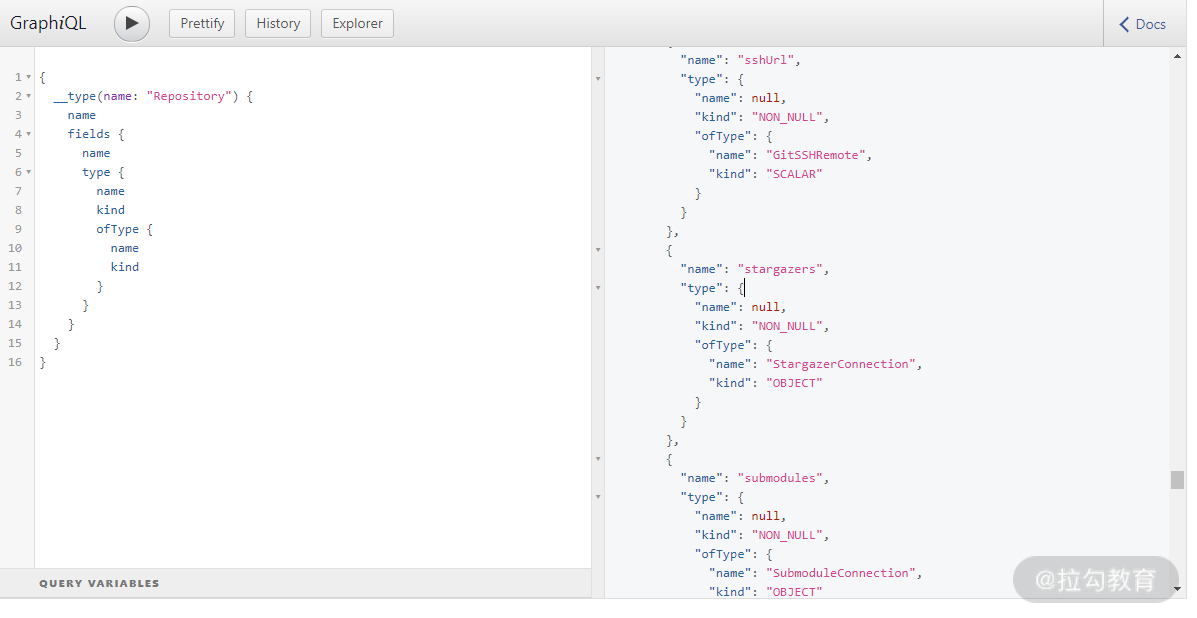 GraphiQL
Prettify
History
Explorer
Docs
1 {
2 __type(name: "Repository") {
3 name
4 fields {
5 name
6 type {
7 name
8 kind
9 ofType {
10 name
11 kind
12 }
13 }
14 }
15 }
16 }
QUERY VARIABLES
"name": "sshUrl",
"type": {
"name": null,
"kind": "NON_NULL",
"ofType": {
"name": "GitSSHRemote",
"kind": "SCALAR"
}
}
},
{
"name": "stargazers",
"type": {
"name": null,
"kind": "NON_NULL",
"ofType": {
"name": "StargazerConnection",
"kind": "OBJECT"
}
}
},
{
"name": "submodules",
"type": {
"name": null,
"kind": "NON_NULL",
"ofType": {
"name": "SubmoduleConnection",
"kind": "OBJECT"
@拉勾教育